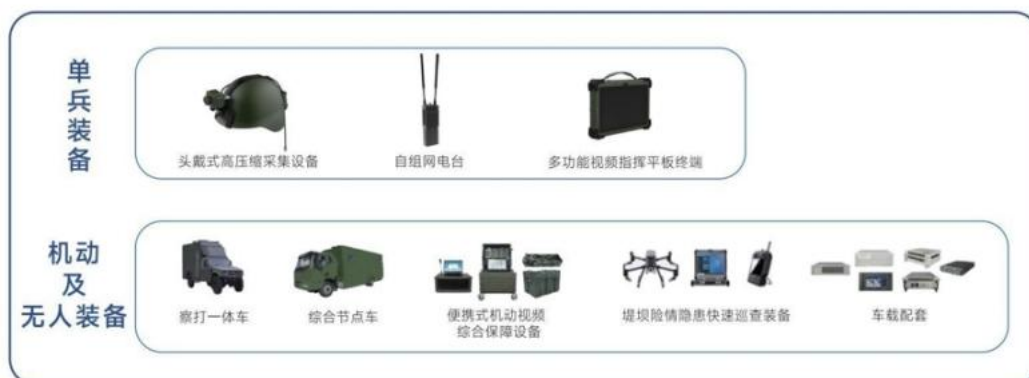 单兵装备
头戴式高压缩采集设备
自组网电台
多功能视频指挥平板终端
机动
及
无人装备
察打一体车
综合节点车
便携式机动视频
综合保障设备
堤坝险情隐患快速巡查装备
车载配套